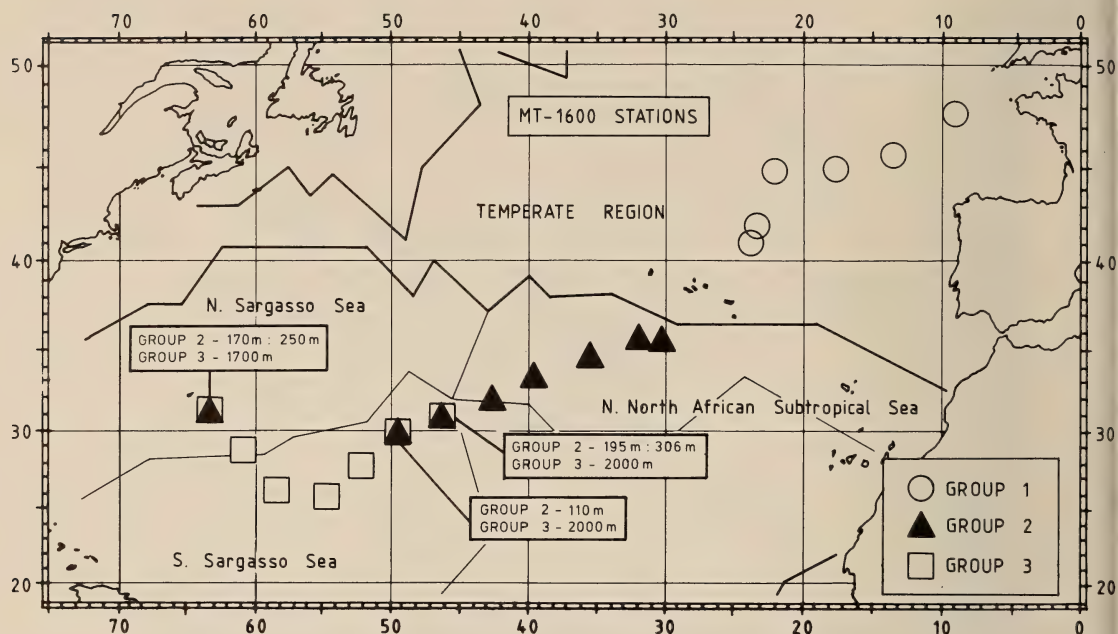 70 60 50 40 30 20 10 0
50 50
MT-1600 STATIONS
TEMPERATE REGION
40 40
N. Sargasso Sea
GROUP 2 - 170m : 250m
GROUP 3 - 1700m
N. North African Subtropical Sea
30 30
GROUP 2 - 195m : 306m
GROUP 3 - 2000m
GROUP 1
GROUP 2 - 110m
GROUP 3 - 2000m
GROUP 2
S. Sargasso Sea
GROUP 3
20 20
70 60 50 40 30 20 10 0